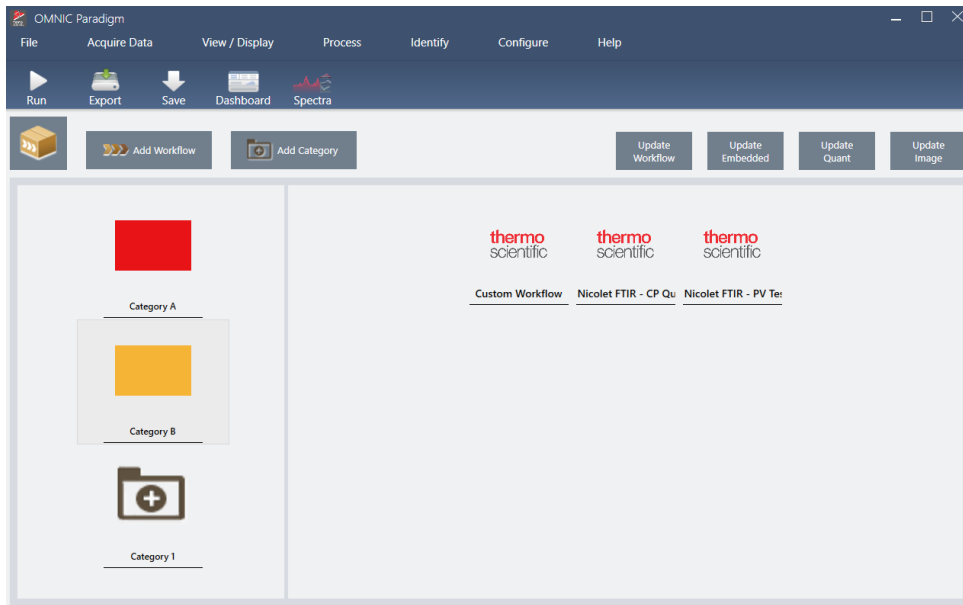 OMNIC Paradigm
File Acquire Data View / Display Process Identify Configure Help
Run Export Save Dashboard Spectra
Add Workflow Add Category Update Workflow Update Embedded Update Quant Update Image
thermo scientific thermo scientific thermo scientific
Custom Workflow Nicolet FTIR - CP Qu Nicolet FTIR - PV Tes
Category A
Category B
Category 1